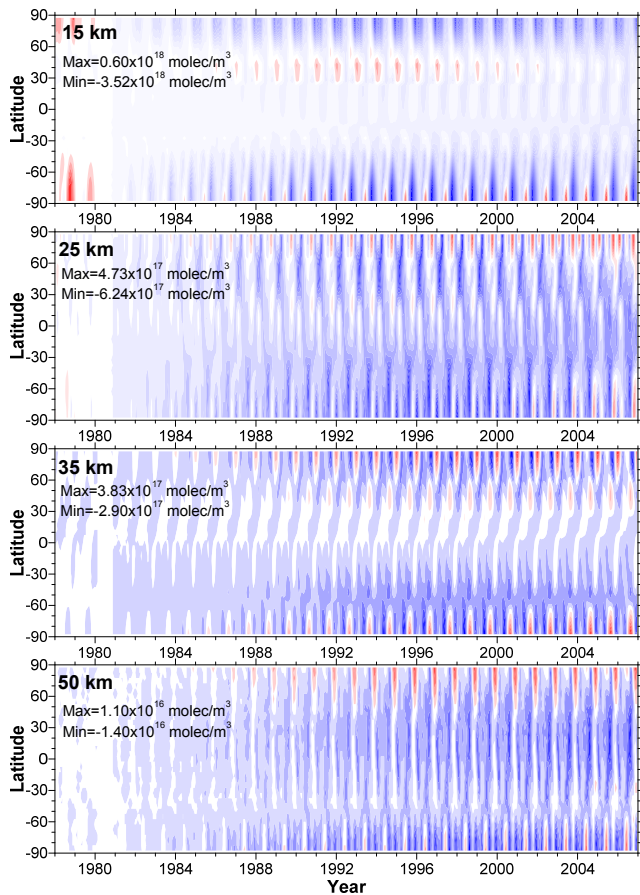 15 km
Max=0.60x10^18 molec/m^3
Min=-3.52x10^18 molec/m^3
Latitude
90
60
30
0
-30
-60
-90
1980 1984 1988 1992 1996 2000 2004
25 km
Max=4.73x10^17 molec/m^3
Min=-6.24x10^17 molec/m^3
Latitude
90
60
30
0
-30
-60
-90
1980 1984 1988 1992 1996 2000 2004
35 km
Max=3.83x10^17 molec/m^3
Min=-2.90x10^17 molec/m^3
Latitude
90
60
30
0
-30
-60
-90
1980 1984 1988 1992 1996 2000 2004
50 km
Max=1.10x10^16 molec/m^3
Min=-1.40x10^16 molec/m^3
Latitude
90
60
30
0
-30
-60
-90
1980 1984 1988 1992 1996 2000 2004
Year